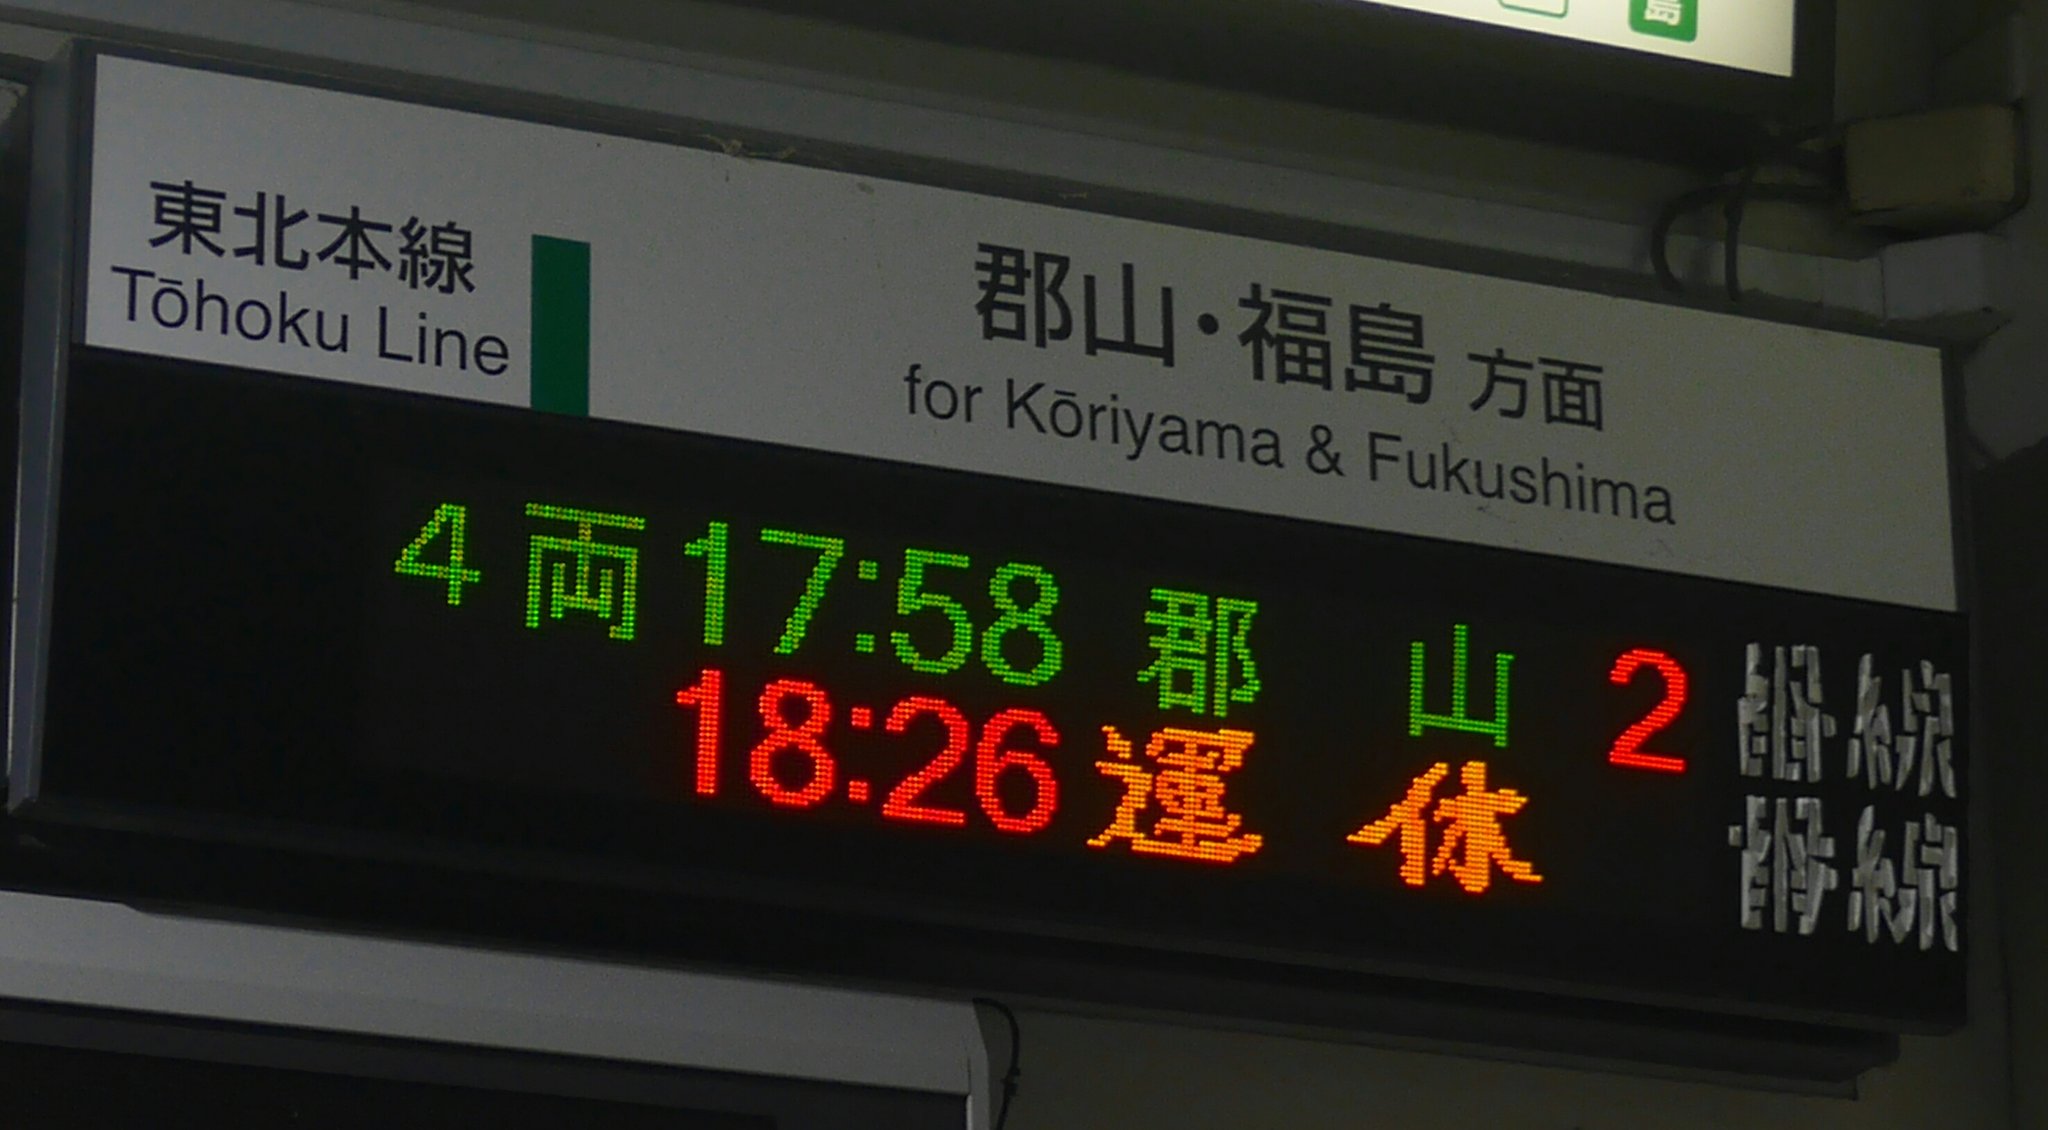 島
東北本線
Tōhoku Line
郡山・福島 方面
for Kōriyama & Fukushima
4両 17:58 郡山 2 番線
18:26 運休 番線